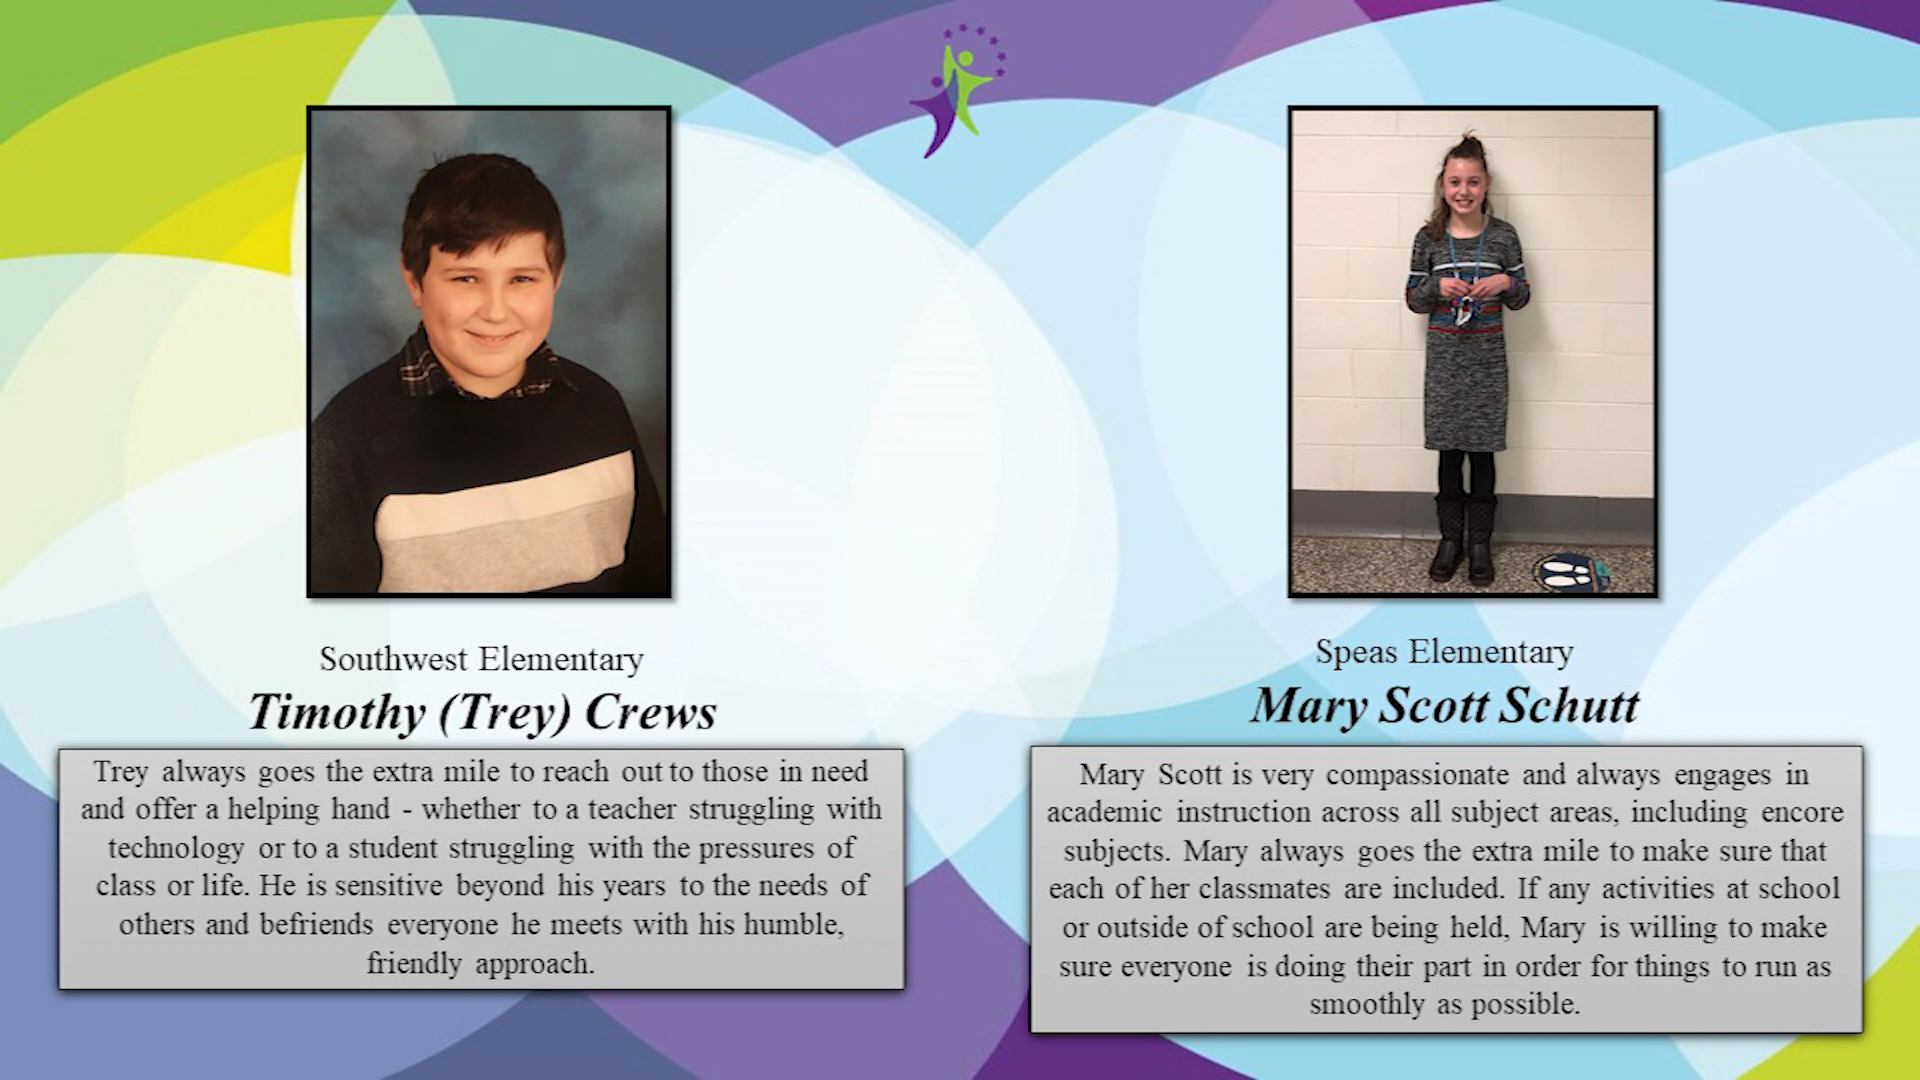 Southwest Elementary
Timothy (Trey) Crews
Trey always goes the extra mile to reach out to those in need
and offer a helping hand - whether to a teacher struggling with
technology or to a student struggling with the pressures of
class or life. He is sensitive beyond his years to the needs of
others and befriends everyone he meets with his humble,
friendly approach.
Speas Elementary
Mary Scott Schutt
Mary Scott is very compassionate and always engages in
academic instruction across all subject areas, including encore
subjects. Mary always goes the extra mile to make sure that
each of her classmates are included. If any activities at school
or outside of school are being held, Mary is willing to make
sure everyone is doing their part in order for things to run as
smoothly as possible.